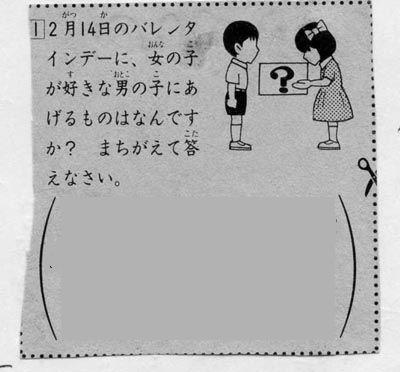 1 2月14日のバレンタ
インデーに、女の子
が好きな男の子にあ
げるものはなんです
か？ まちがえて答
えなさい。
?